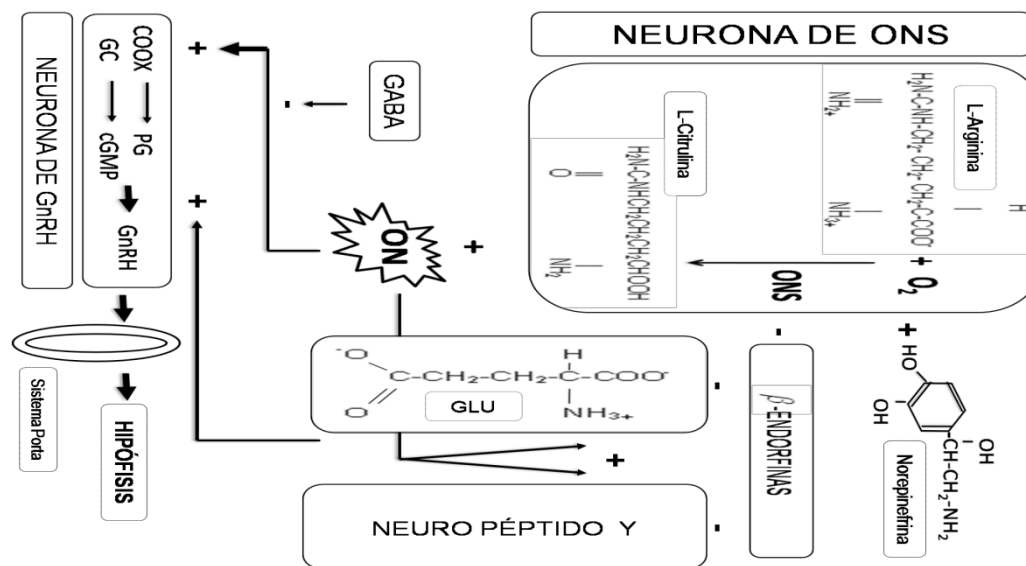 NEURONA DE ONS
L-Arginina
H
H₂N-C-NH-CH₂-CH₂-CH₂-C-COO⁻
NH₂₊
NH₃₊
+ O₂
ONS
L-Citrulina
H₂N-C-NHCH₂CH₂CH₂CHOOH
O
NH₂
+
HO
OH
OH
CH-CH₂-NH₂
Norepinefrina
-
β-ENDORFINAS
-
-
+
ON
GABA
-
⁻O
C-CH₂-CH₂-C-COO⁻
H
O
NH₃₊
GLU
+
NEURO PÉPTIDO Y
+
+
NEURONA DE GnRH
COOX
PG
GC
cGMP
GnRH
Sistema Porta
HIPÓFISIS